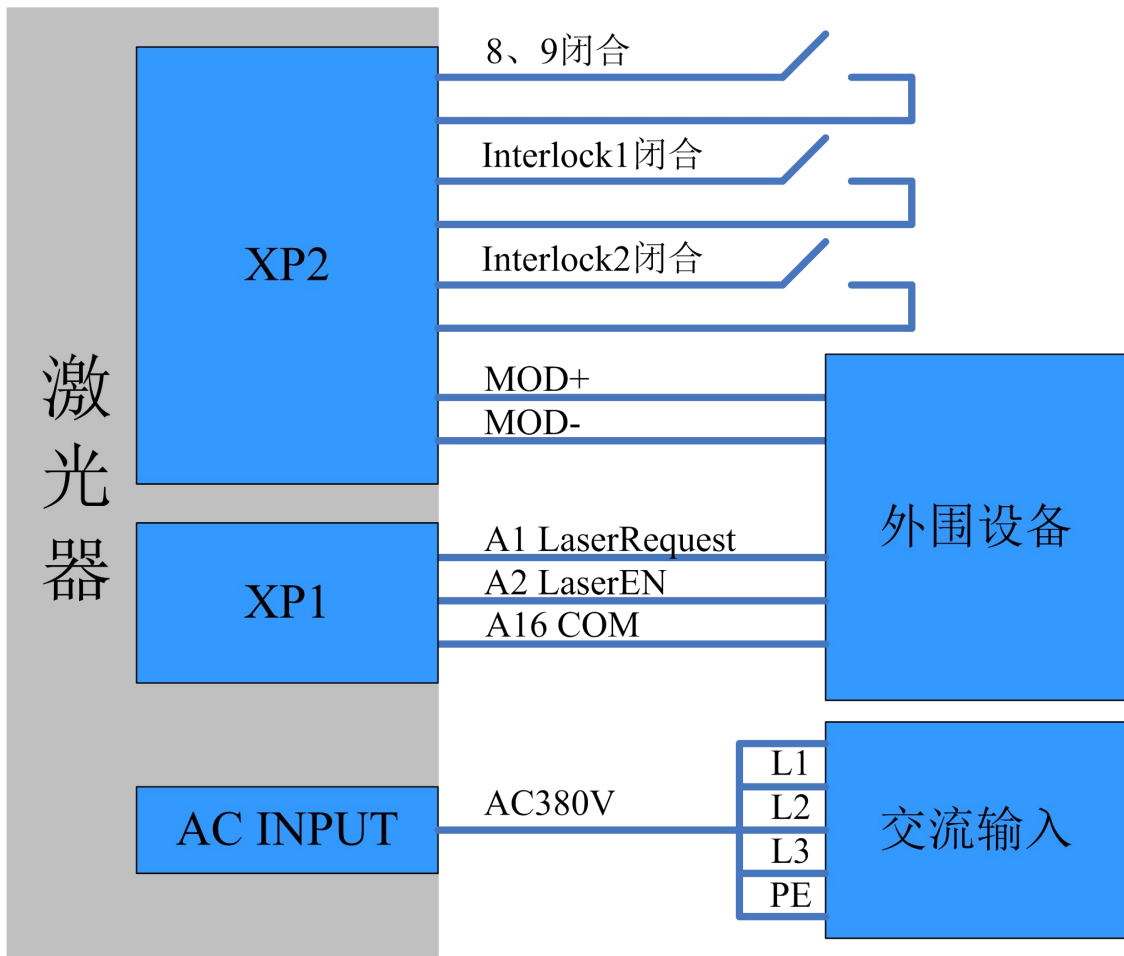 8、9闭合
Interlock1闭合
XP2
Interlock2闭合
激光器
MOD+
MOD-
外围设备
A1 LaserRequest
XP1
A2 LaserEN
A16 COM
L1
AC INPUT
AC380V
L2
交流输入
L3
PE